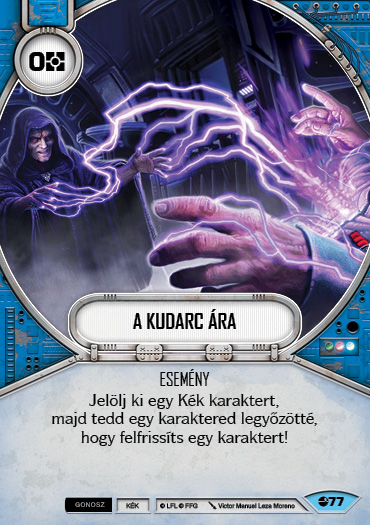 0
A KUDARC ÁRA
ESEMÉNY
Jelölj ki egy Kék karaktert,
majd tedd egy karaktered legyőzötté,
hogy felfrissíts egy karaktert!
GONOSZ KÉK © LFL © FFG Victor Manuel Leza Moreno 77